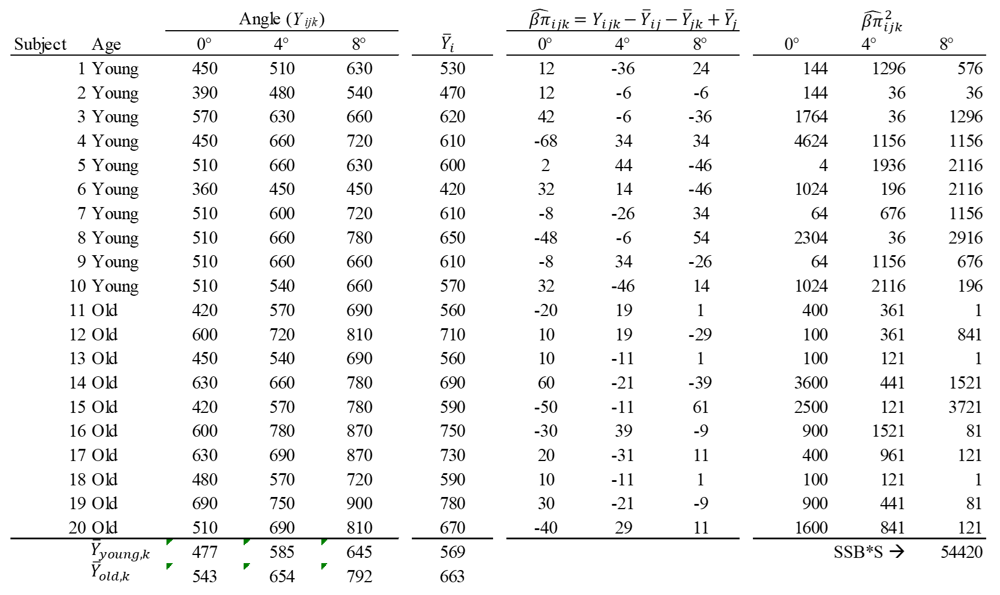 Angle (Y ijk) \widehat{βπ}_{ijk} = Y_{ijk} − Ȳ_{ij} − Ȳ_{jk} + Ȳ_j \widehat{βπ}^2_{ijk}
Subject Age 0° 4° 8° Ȳ_i 0° 4° 8° 0° 4° 8°
1 Young 450 510 630 530 12 -36 24 144 1296 576
2 Young 390 480 540 470 12 -6 -6 144 36 36
3 Young 570 630 660 620 42 -6 -36 1764 36 1296
4 Young 450 660 720 610 -68 34 34 4624 1156 1156
5 Young 510 660 630 600 2 44 -46 4 1936 2116
6 Young 360 450 450 420 32 14 -46 1024 196 2116
7 Young 510 600 720 610 -8 -26 34 64 676 1156
8 Young 510 660 780 650 -48 -6 54 2304 36 2916
9 Young 510 660 660 610 -8 34 -26 64 1156 676
10 Young 510 540 660 570 32 -46 14 1024 2116 196
11 Old 420 570 690 560 -20 19 1 400 361 1
12 Old 600 720 810 710 10 19 -29 100 361 841
13 Old 450 540 690 560 10 -11 1 100 121 1
14 Old 630 660 780 690 60 -21 -39 3600 441 1521
15 Old 420 570 780 590 -50 -11 61 2500 121 3721
16 Old 600 780 870 750 -30 39 -9 900 1521 81
17 Old 630 690 870 730 20 -31 11 400 961 121
18 Old 480 570 720 590 10 -11 1 100 121 1
19 Old 690 750 900 780 30 -21 -9 900 441 81
20 Old 510 690 810 670 -40 29 11 1600 841 121
Ȳ_{young,k} 477 585 645 569 SSB*S → 54420
Ȳ_{old,k} 543 654 792 663